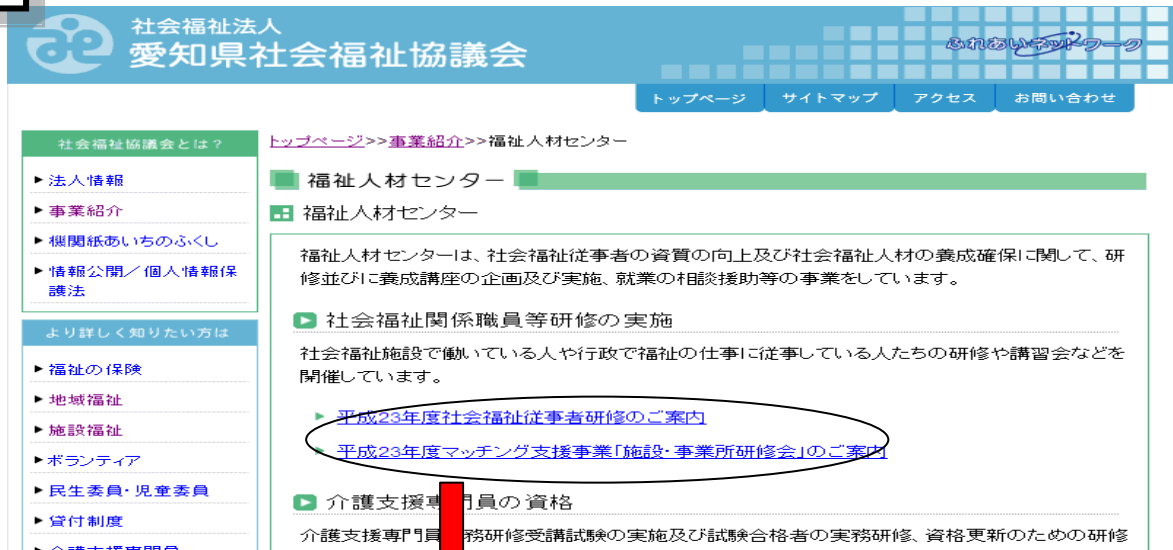 社会福祉法人
愛知県社会福祉協議会
ふれあいネットワーク
トップページ サイトマップ アクセス お問い合わせ
社会福祉協議会とは？
法人情報
事業紹介
機関紙あいちのふくし
情報公開／個人情報保
護法
より詳しく知りたい方は
福祉の保険
地域福祉
施設福祉
ボランティア
民生委員・児童委員
貸付制度
トップページ>>事業紹介>>福祉人材センター
福祉人材センター
福祉人材センター
福祉人材センターは、社会福祉従事者の資質の向上及び社会福祉人材の養成確保に関して、研
修並びに養成講座の企画及び実施、就業の相談援助等の事業をしています。
社会福祉関係職員等研修の実施
社会福祉施設で働いている人や行政で福祉の仕事に従事している人たちの研修や講習会などを
開催しています。
平成23年度社会福祉従事者研修のご案内
平成23年度マッチング支援事業「施設・事業所研修会」のご案内
介護支援専門員の資格
介護支援専門員 務研修受講試験の実施及び試験合格者の実務研修、資格更新のための研修